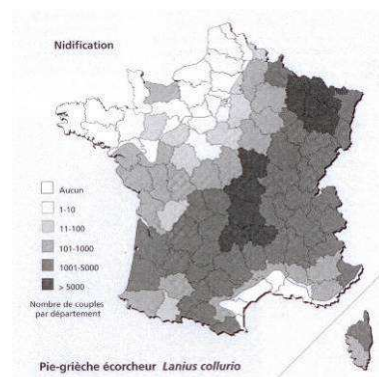 Nidification
Aucun
1-10
11-100
101-1000
1001-5000
> 5000
Nombre de couples
par département
Pie-grièche écorcheur Lanius collurio